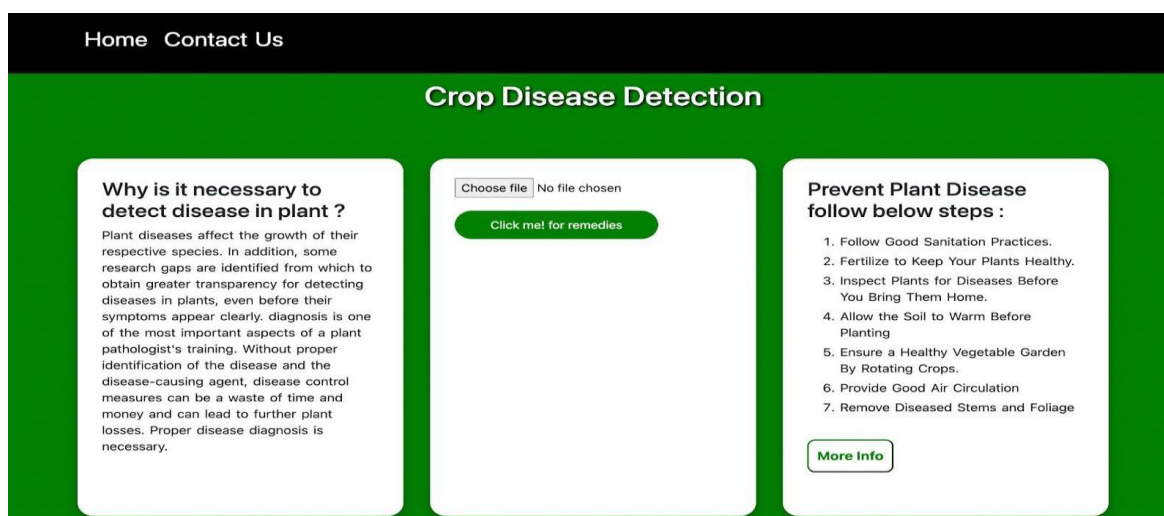 Home Contact Us
Crop Disease Detection
Why is it necessary to
detect disease in plant ?
Plant diseases affect the growth of their
respective species. In addition, some
research gaps are identified from which to
obtain greater transparency for detecting
diseases in plants, even before their
symptoms appear clearly. diagnosis is one
of the most important aspects of a plant
pathologist's training. Without proper
identification of the disease and the
disease-causing agent, disease control
measures can be a waste of time and
money and can lead to further plant
losses. Proper disease diagnosis is
necessary.
Choose file No file chosen
Click me! for remedies
Prevent Plant Disease
follow below steps :
1. Follow Good Sanitation Practices.
2. Fertilize to Keep Your Plants Healthy.
3. Inspect Plants for Diseases Before
You Bring Them Home.
4. Allow the Soil to Warm Before
Planting
5. Ensure a Healthy Vegetable Garden
By Rotating Crops.
6. Provide Good Air Circulation
7. Remove Diseased Stems and Foliage
More Info